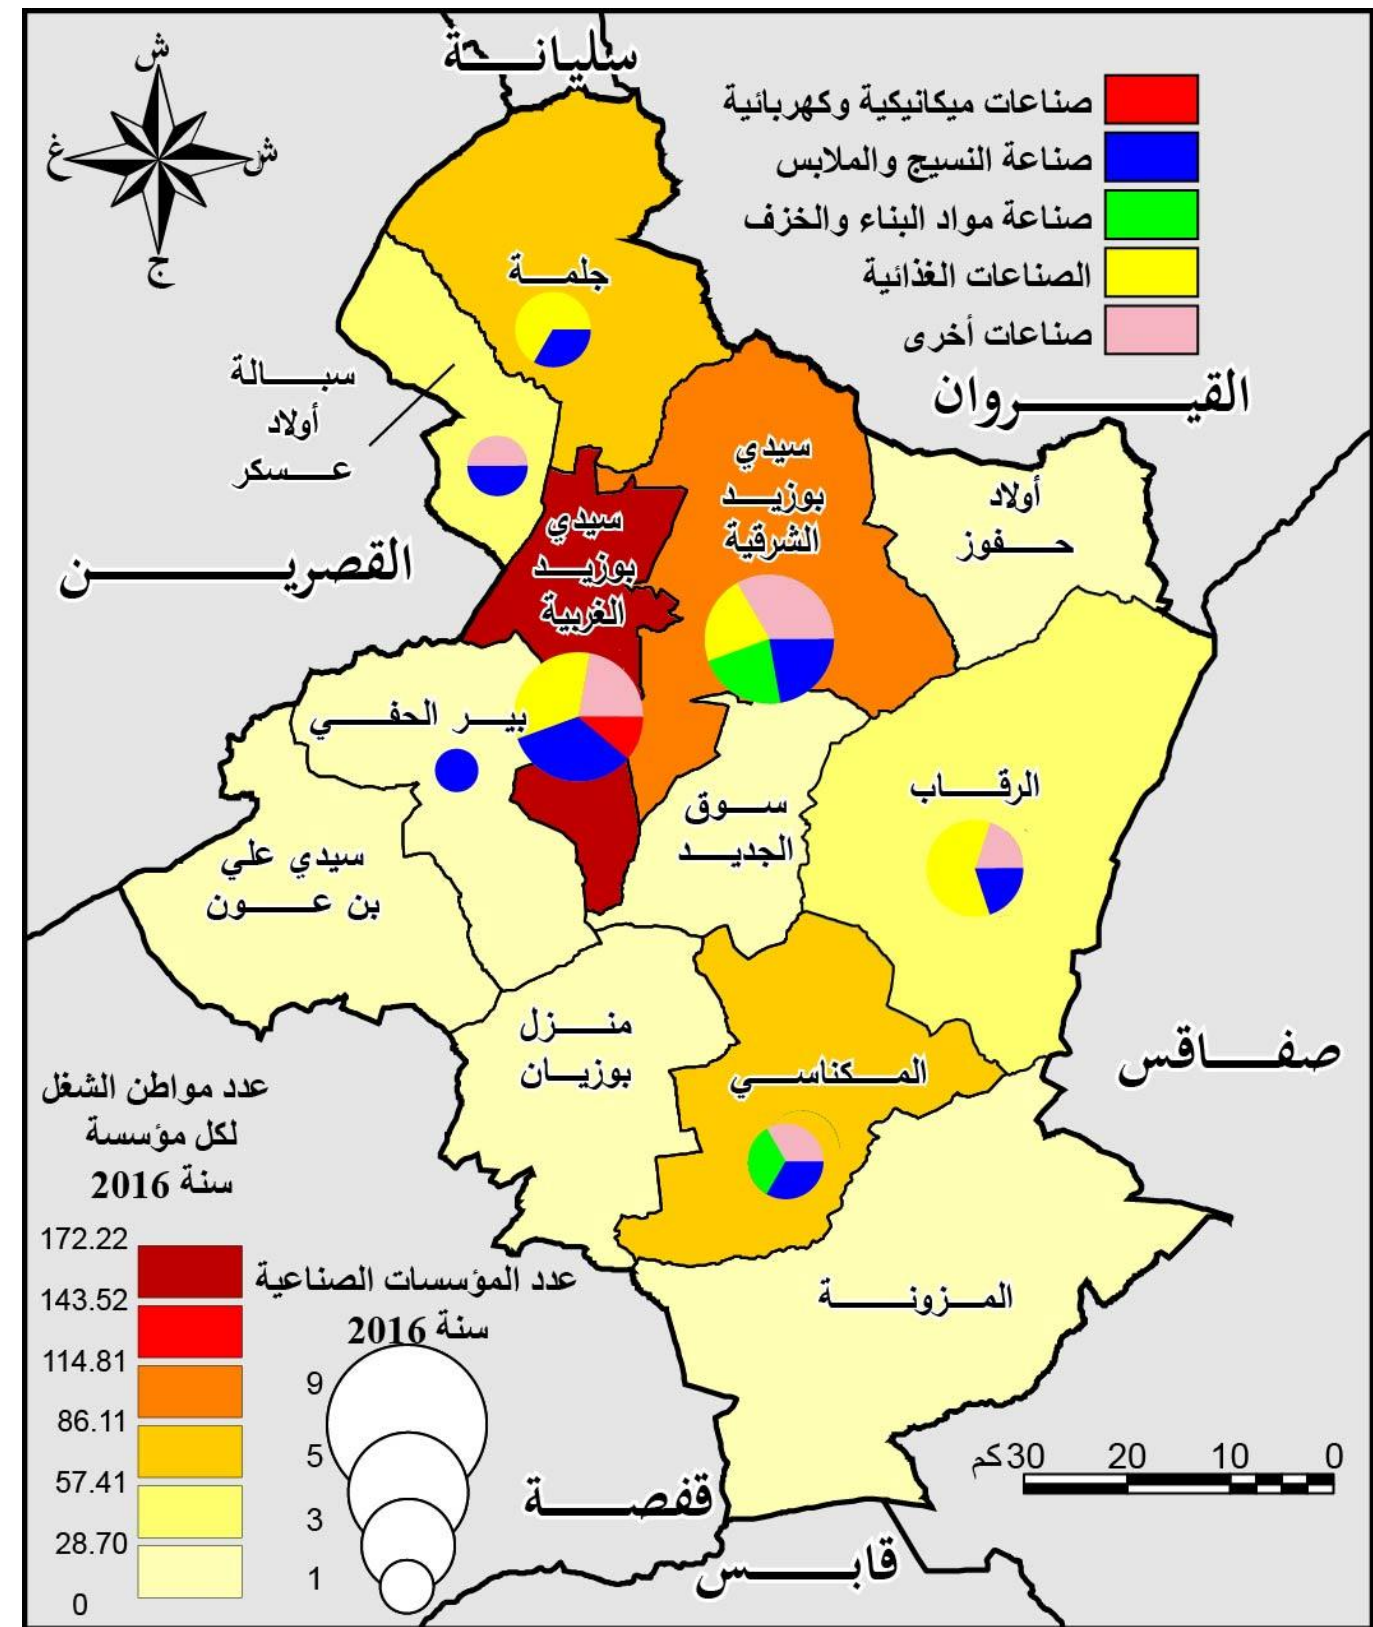 سليانة
ش
غ
ش
ج
صناعات ميكانيكية وكهربائية
صناعة النسيج والملابس
صناعة مواد البناء والخزف
الصناعات الغذائية
صناعات أخرى
القيروان
جلمة
سبالة
أولاد
عسكر
سيدي
بوزيد
الشرقية
أولاد
حفوز
سيدي
بوزيد
الغربية
القصرين
بير الحفي
الرقاب
سوق
الجديد
سيدي علي
بن عون
منزل
بوزيان
المكناسي
صفاقس
المزونة
عدد مواطن الشغل
لكل مؤسسة
سنة 2016
172.22
143.52
114.81
86.11
57.41
28.70
0
عدد المؤسسات الصناعية
سنة 2016
9
5
3
1
0 10 20 30 كم
قفصة
قابس